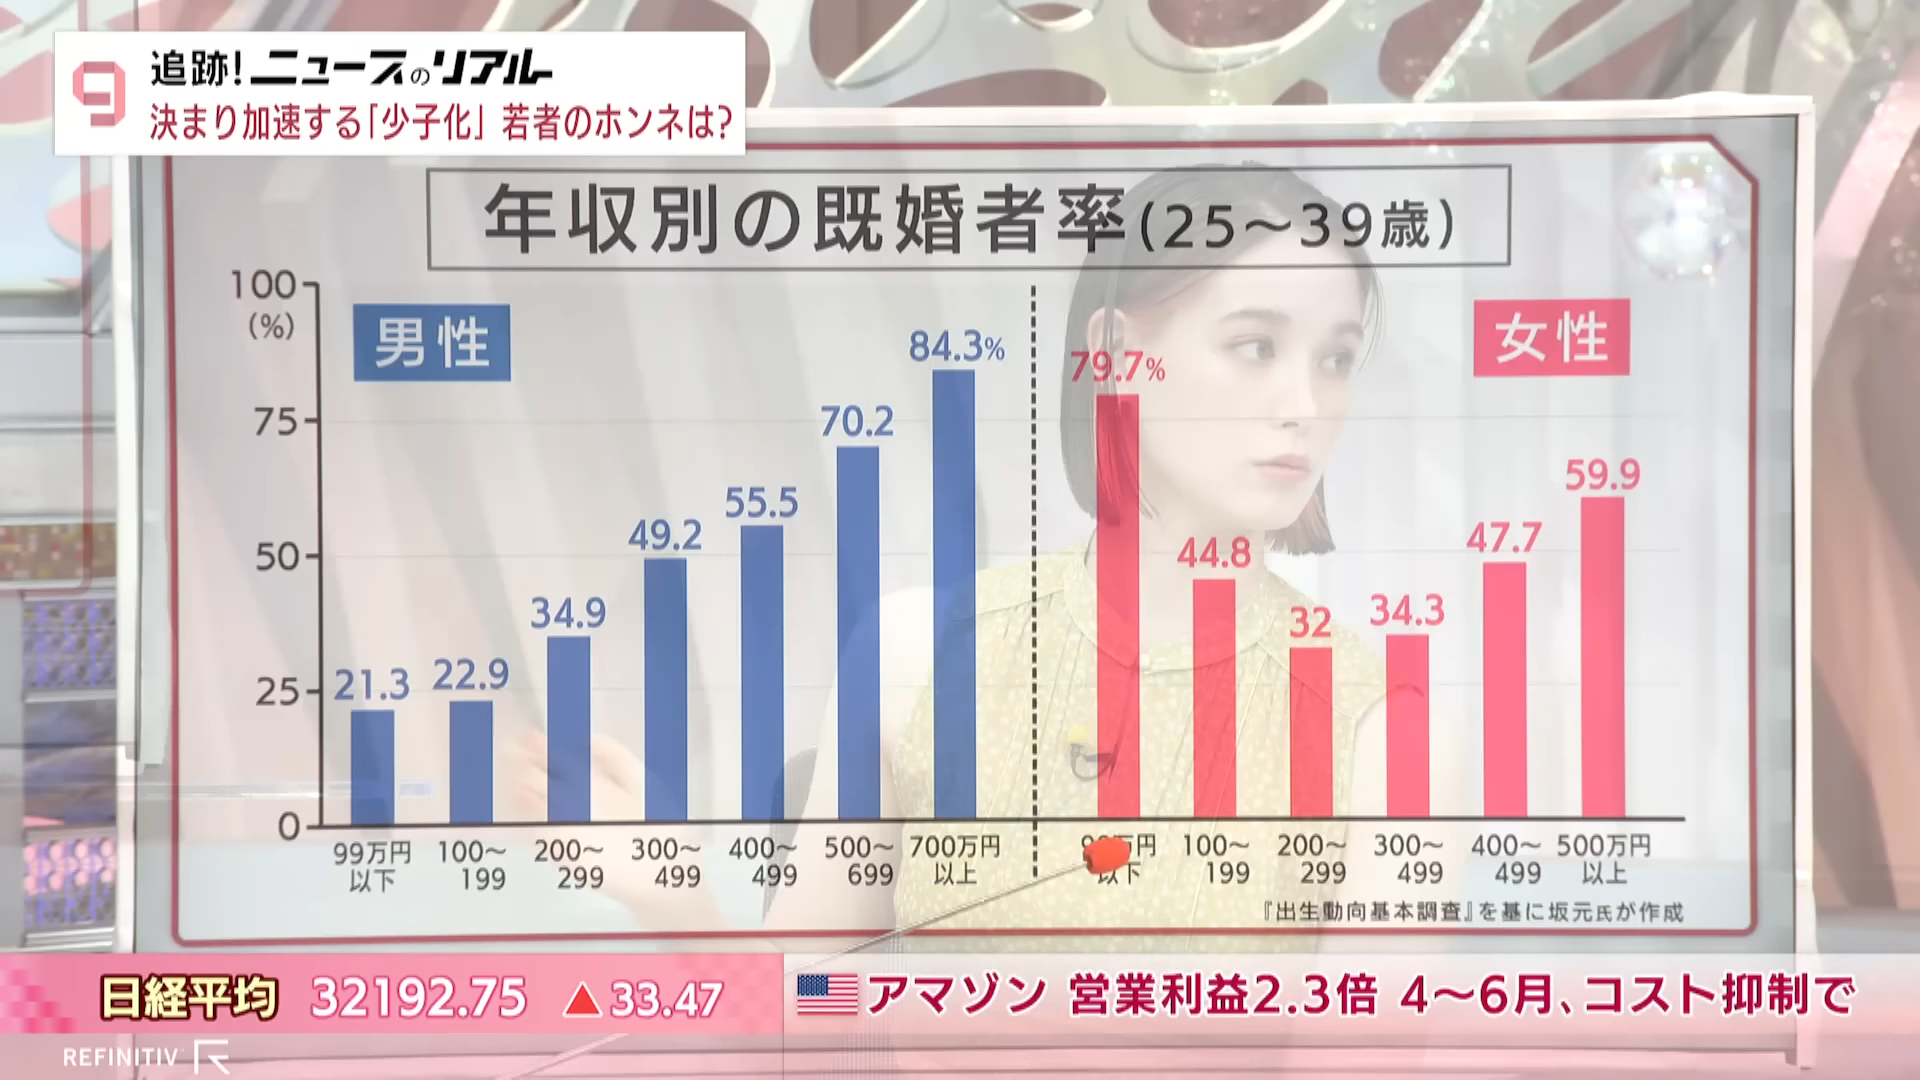 9
追跡!ニュースのリアル
決まり加速する「少子化」 若者のホンネは?
年収別の既婚者率(25~39歳)
100
(%)
75
50
25
0
男性
21.3
22.9
34.9
49.2
55.5
70.2
84.3%
99万円
以下
100~
199
200~
299
300~
499
400~
499
500~
699
700万円
以上
女性
79.7%
44.8
32
34.3
47.7
59.9
万円
以下
100~
199
200~
299
300~
499
400~
499
500万円
以上
『出生動向基本調査』を基に坂元氏が作成
日経平均 32192.75 ▲33.47
アマゾン 営業利益2.3倍 4~6月、コスト抑制で
REFINITIV